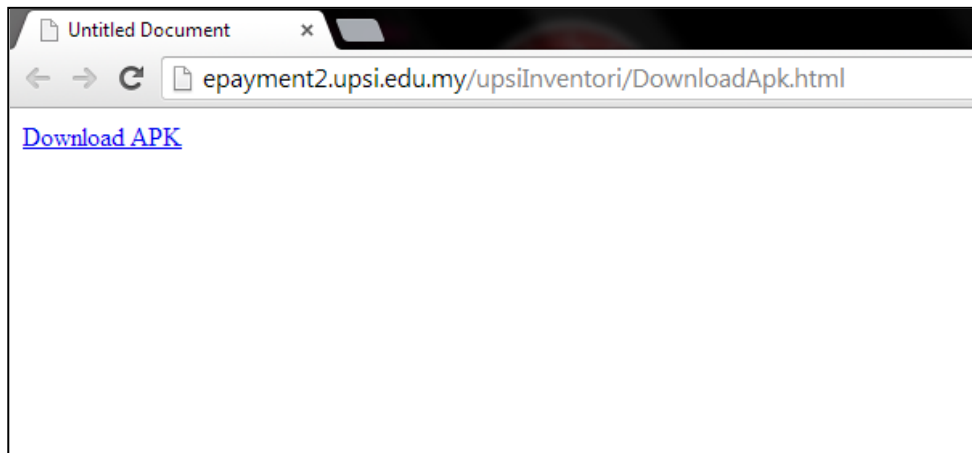 Untitled Document
epayment2.upsi.edu.my/upsiInventori/DownloadApk.html
Download APK